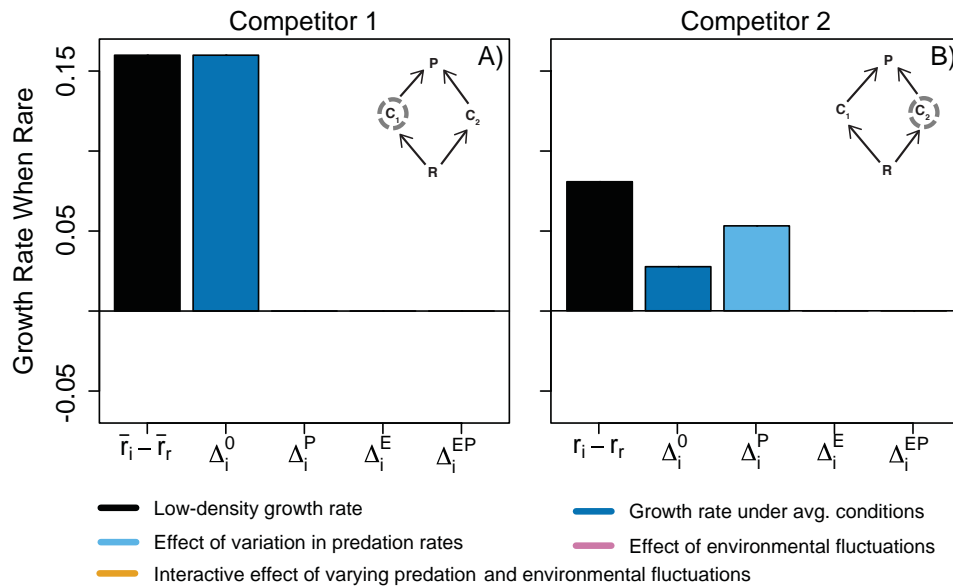 Competitor 1
Competitor 2
A)
B)
P
C₁
C₂
R
P
C₁
C₂
R
Growth Rate When Rare
0.15
0.05
-0.05
r̄ᵢ – r̄ᵣ
Δᵢ⁰
Δᵢᴾ
Δᵢᴱ
Δᵢᴱᴾ
rᵢ – rᵣ
Δᵢ⁰
Δᵢᴾ
Δᵢᴱ
Δᵢᴱᴾ
Low-density growth rate
Growth rate under avg. conditions
Effect of variation in predation rates
Effect of environmental fluctuations
Interactive effect of varying predation and environmental fluctuations